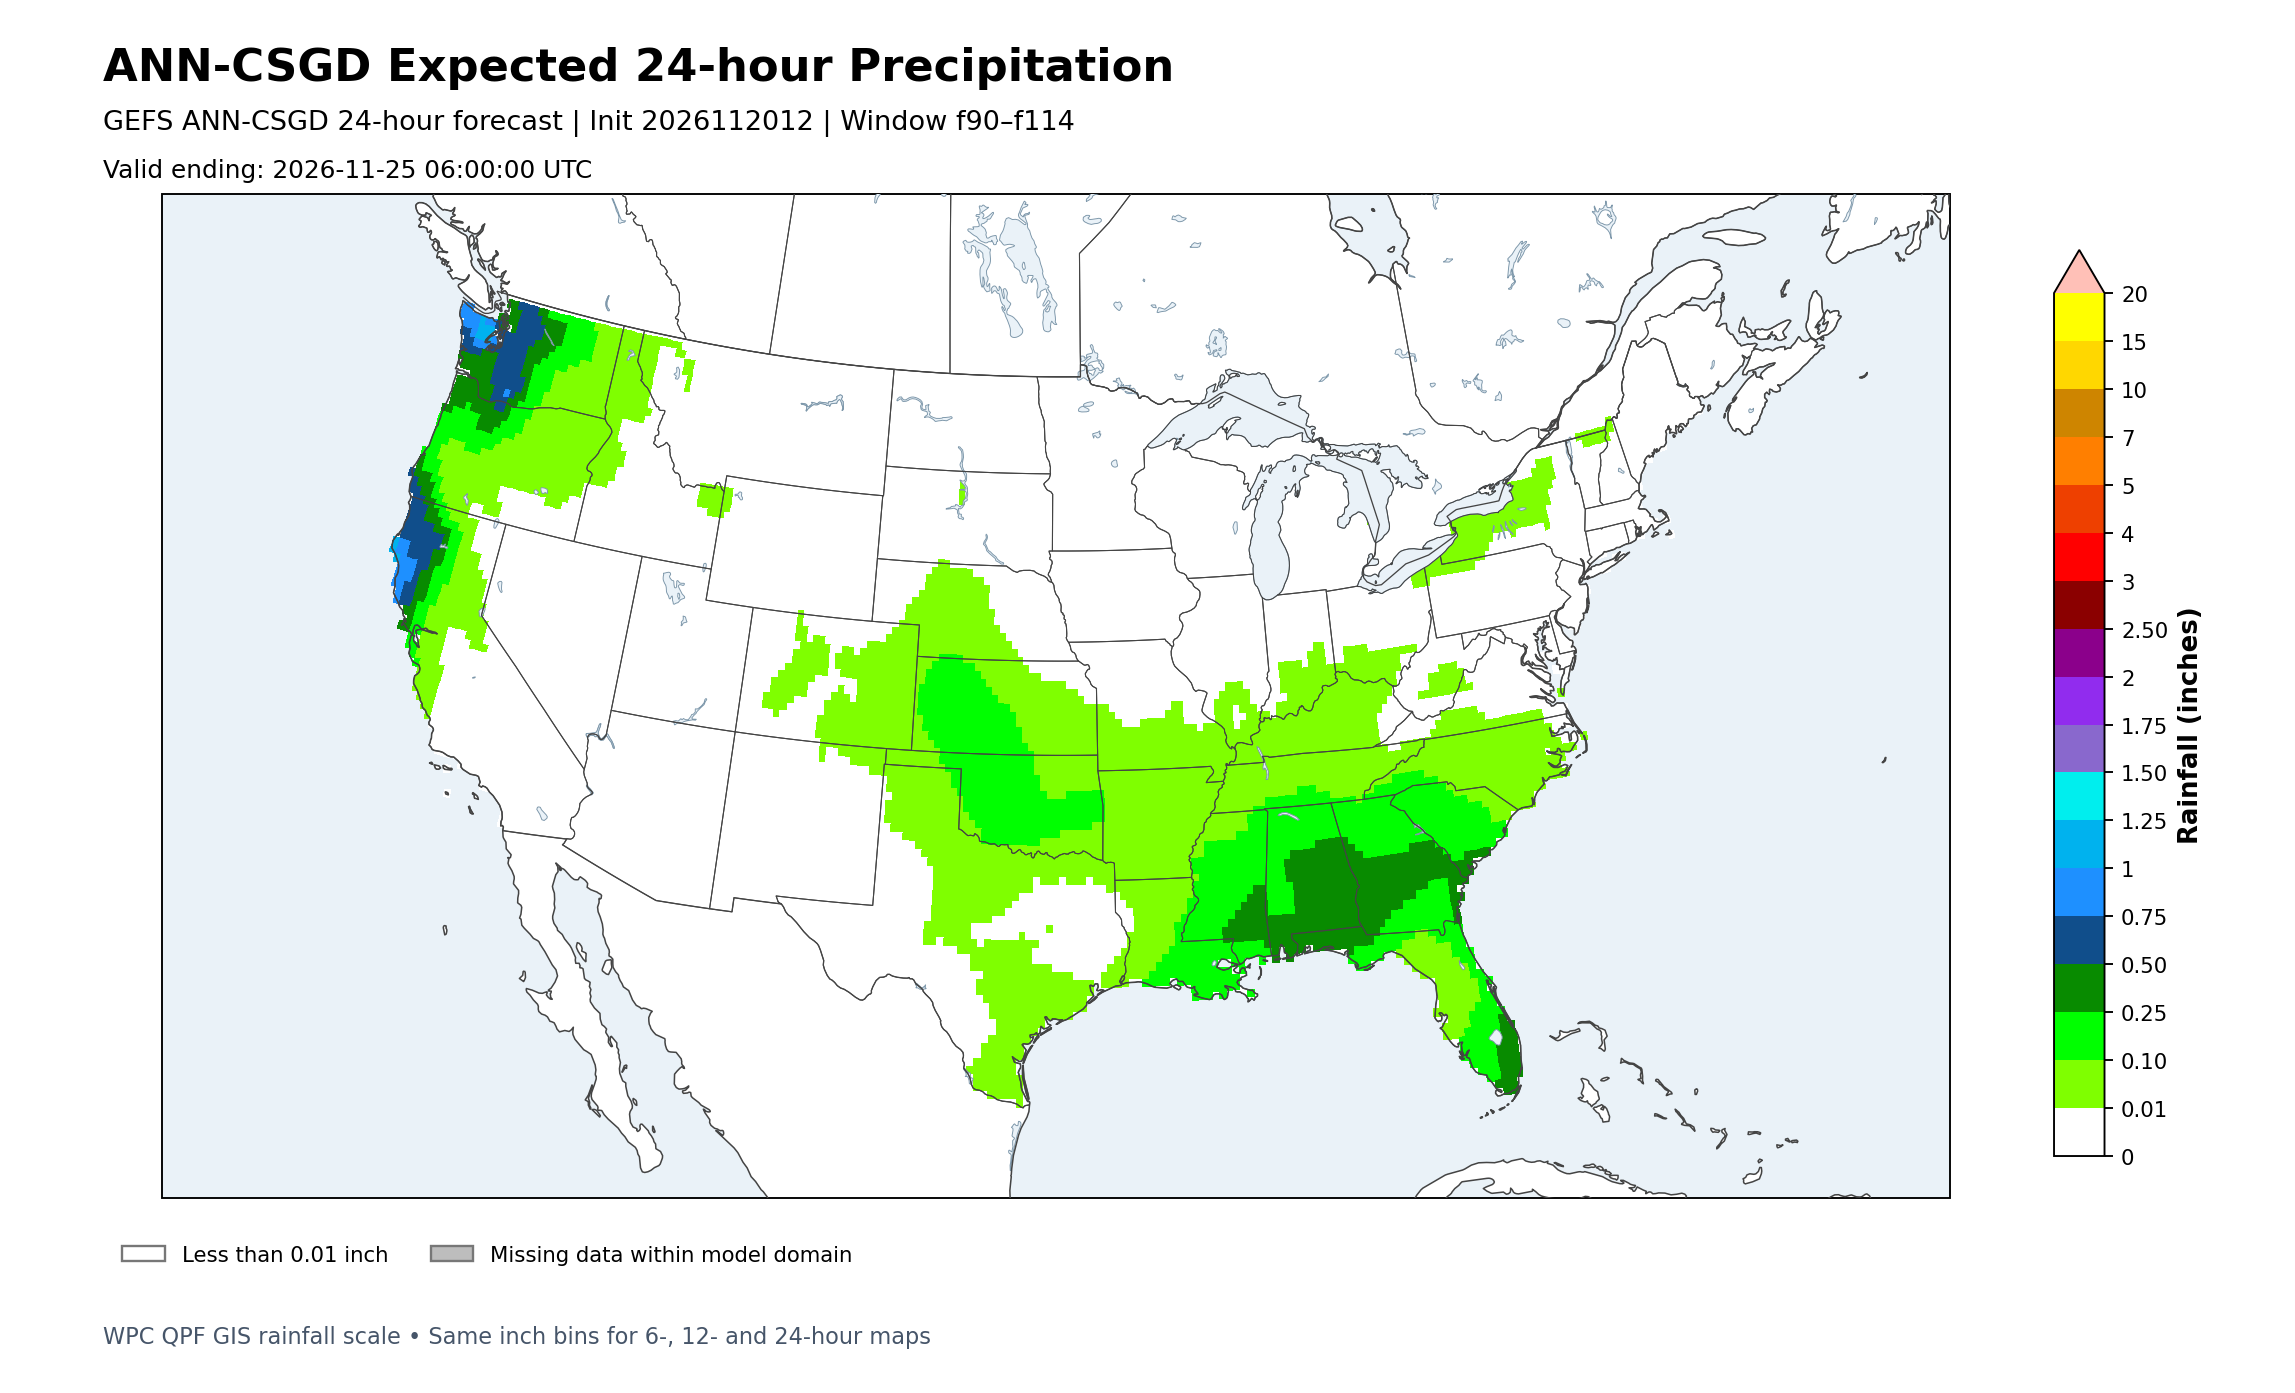 ANN-CSGD Expected 24-hour Precipitation
GEFS ANN-CSGD 24-hour forecast | Init 2026112012 | Window f90–f114
Valid ending: 2026-11-25 06:00:00 UTC
20
15
10
7
5
4
3
2.50
2
1.75
1.50
1.25
1
0.75
0.50
0.25
0.10
0.01
0
Rainfall (inches)
Less than 0.01 inch
Missing data within model domain
WPC QPF GIS rainfall scale • Same inch bins for 6-, 12- and 24-hour maps